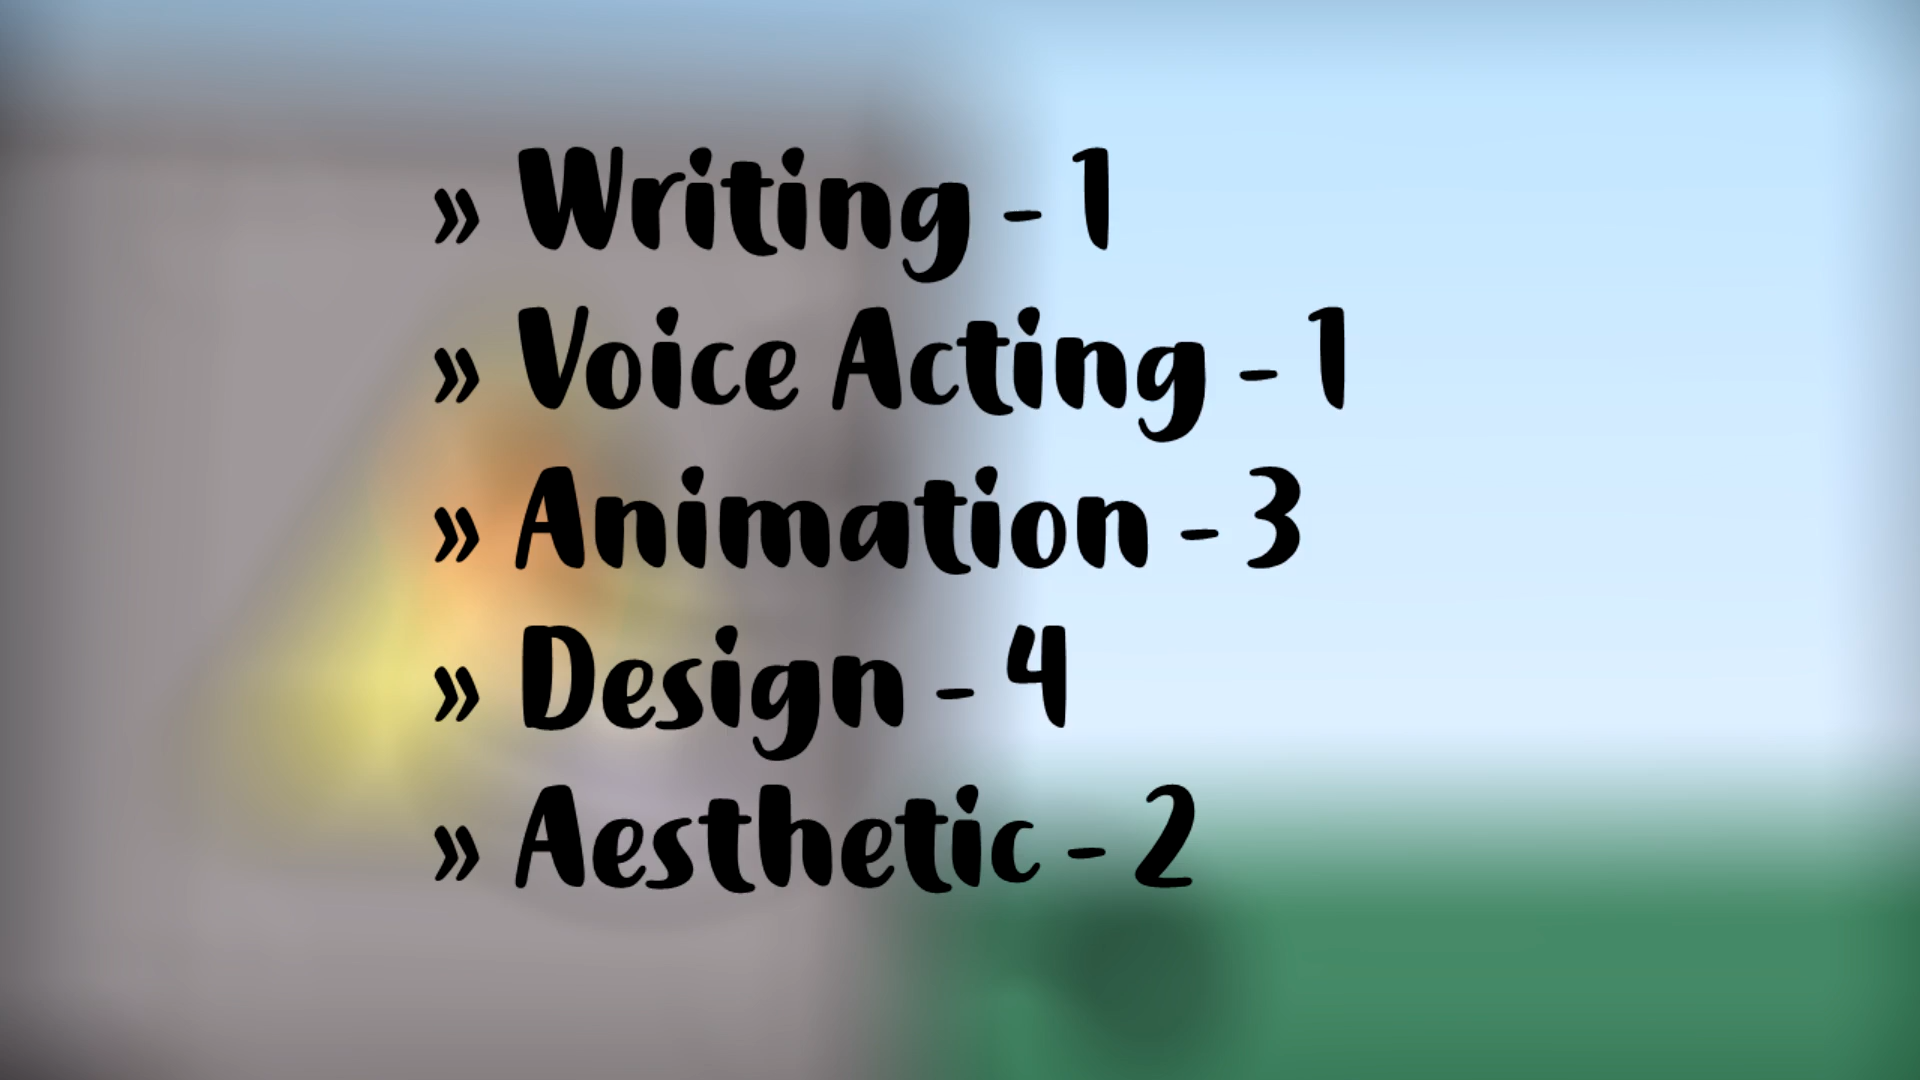 » Writing - 1
» Voice Acting - 1
» Animation - 3
» Design - 4
» Aesthetic - 2